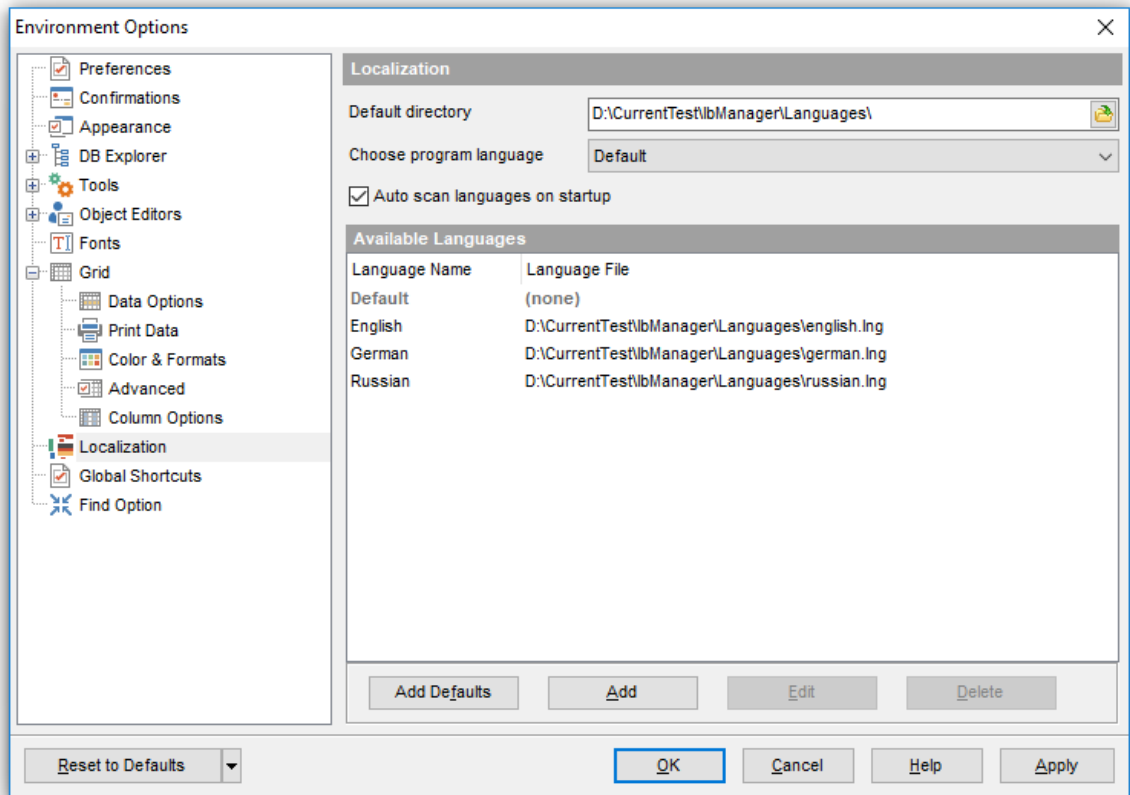 Environment Options
Preferences
Confirmations
Appearance
DB Explorer
Tools
Object Editors
Fonts
Grid
Data Options
Print Data
Color & Formats
Advanced
Column Options
Localization
Global Shortcuts
Find Option
Localization
Default directory D:\CurrentTest\IbManager\Languages\
Choose program language Default
Auto scan languages on startup
Available Languages
Language Name Language File
Default (none)
English D:\CurrentTest\IbManager\Languages\english.lng
German D:\CurrentTest\IbManager\Languages\german.lng
Russian D:\CurrentTest\IbManager\Languages\russian.lng
Add Defaults Add Edit Delete
Reset to Defaults OK Cancel Help Apply